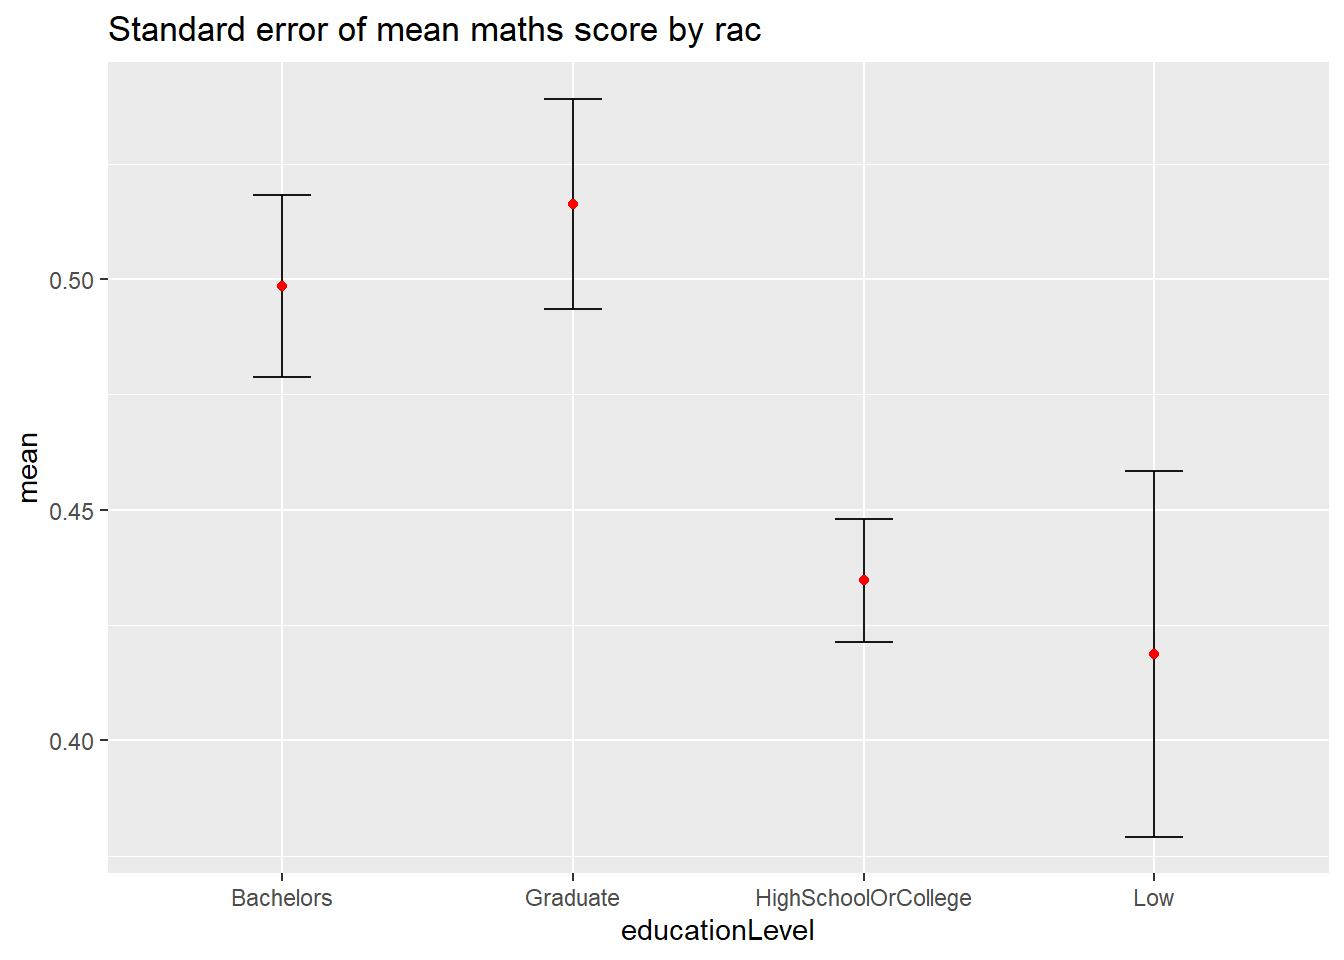 Standard error of mean maths score by rac
mean
0.50
0.45
0.40
Bachelors Graduate HighSchoolOrCollege Low
educationLevel